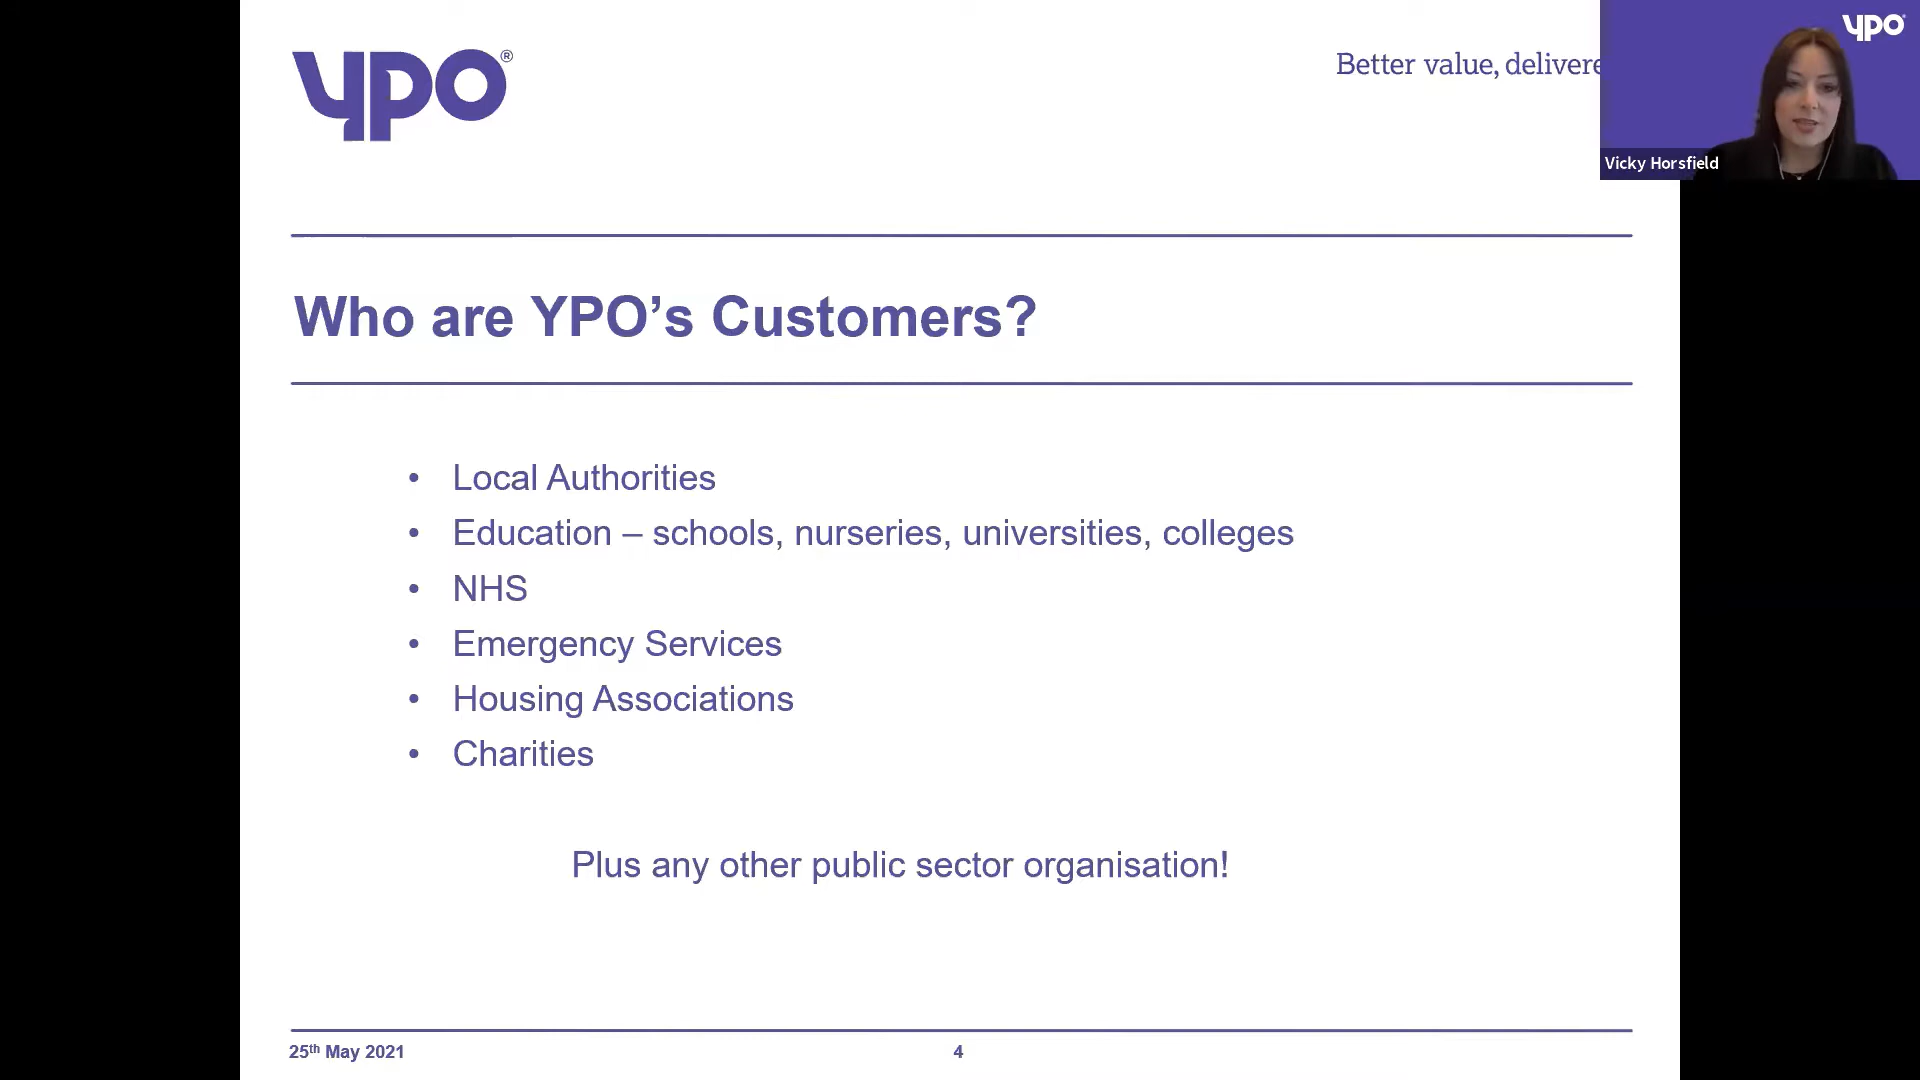 ypo®
Better value, delivere
ypo
Vicky Horsfield
Who are YPO’s Customers?
• Local Authorities
• Education – schools, nurseries, universities, colleges
• NHS
• Emergency Services
• Housing Associations
• Charities
Plus any other public sector organisation!
25th May 2021
4